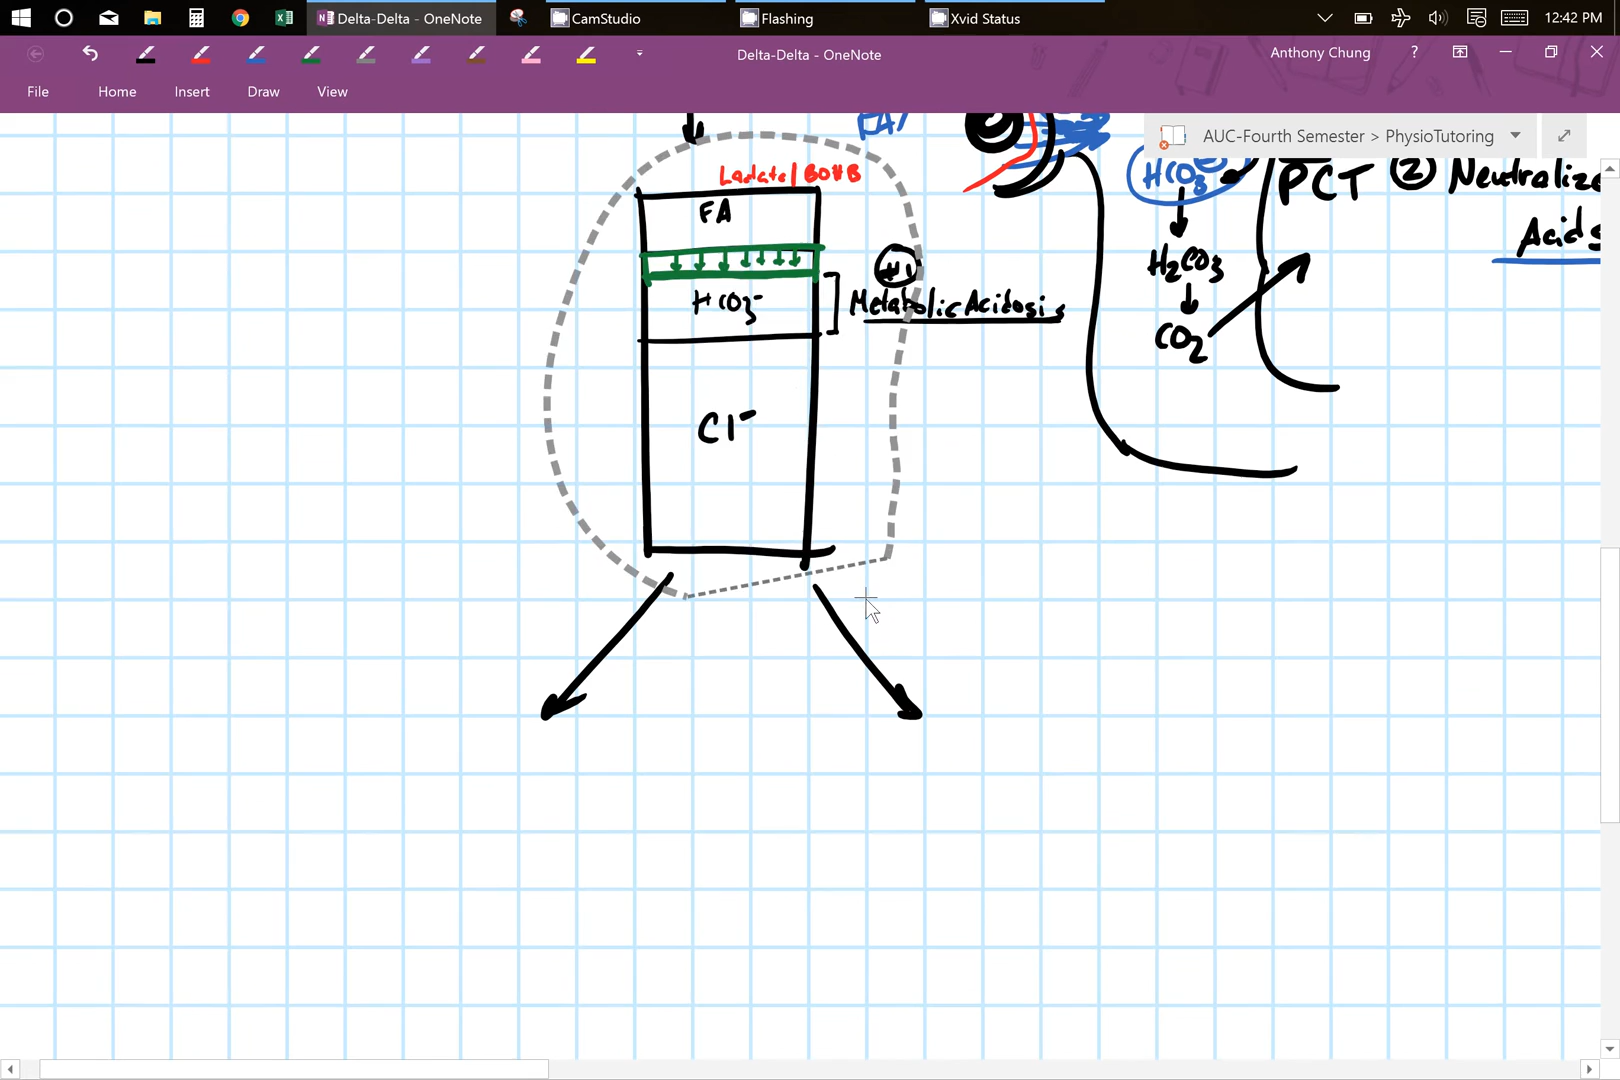 Delta-Delta - OneNote
CamStudio
Flashing
Xvid Status
12:42 PM
Delta-Delta - OneNote
Anthony Chung
?
File
Home
Insert
Draw
View
AUC-Fourth Semester > PhysioTutoring
Lactate/BOHB
FA
HCO3-
#1
Metabolic Acidosis
Cl-
HCO3
H2CO3
CO2
PCT
2 Neutralize
Acids